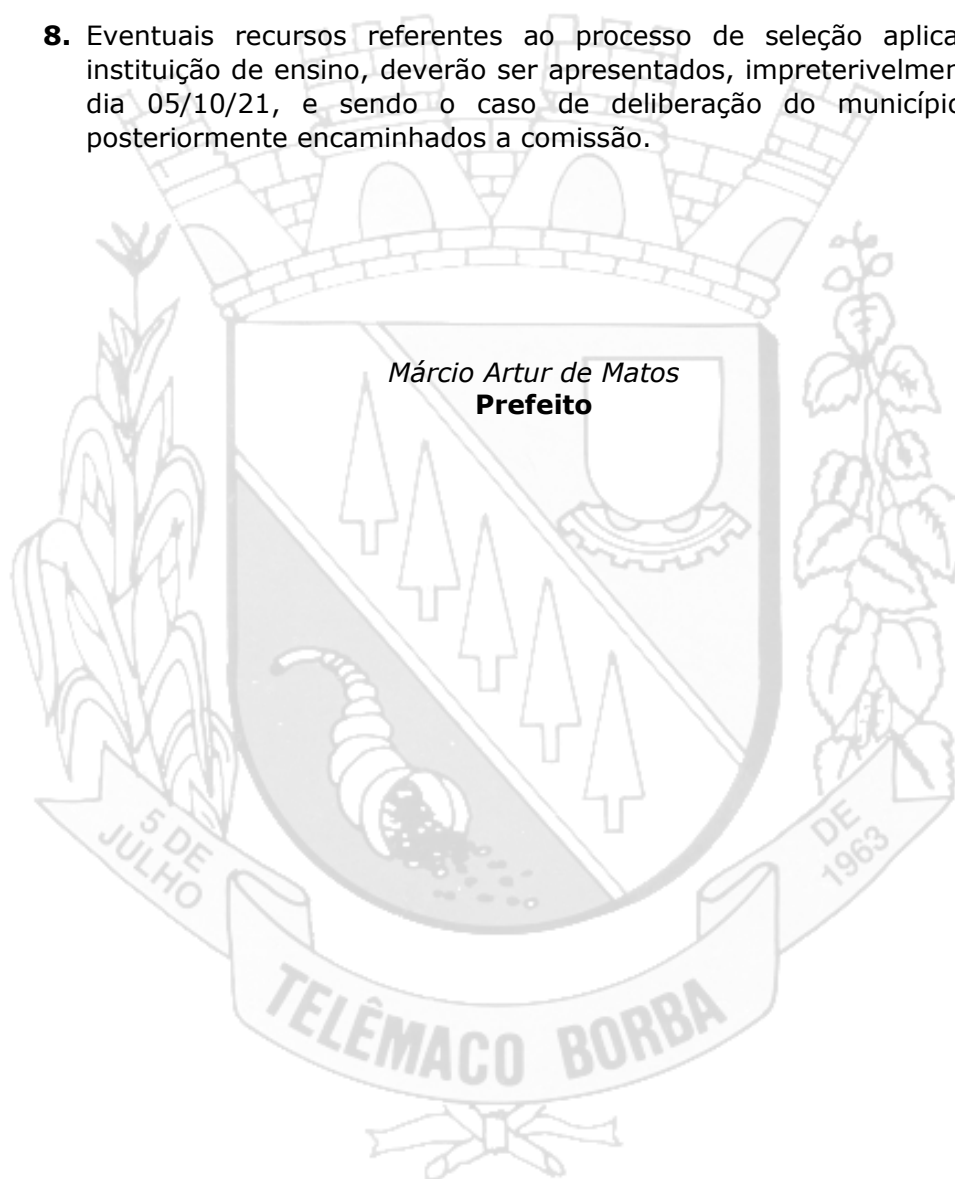 8. Eventuais recursos referentes ao processo de seleção aplica
instituição de ensino, deverão ser apresentados, impreterivelmen
dia 05/10/21, e sendo o caso de deliberação do município
posteriormente encaminhados a comissão.
Márcio Artur de Matos
Prefeito
5 DE
JULHO
DE
1963
TELÊMACO BORBA